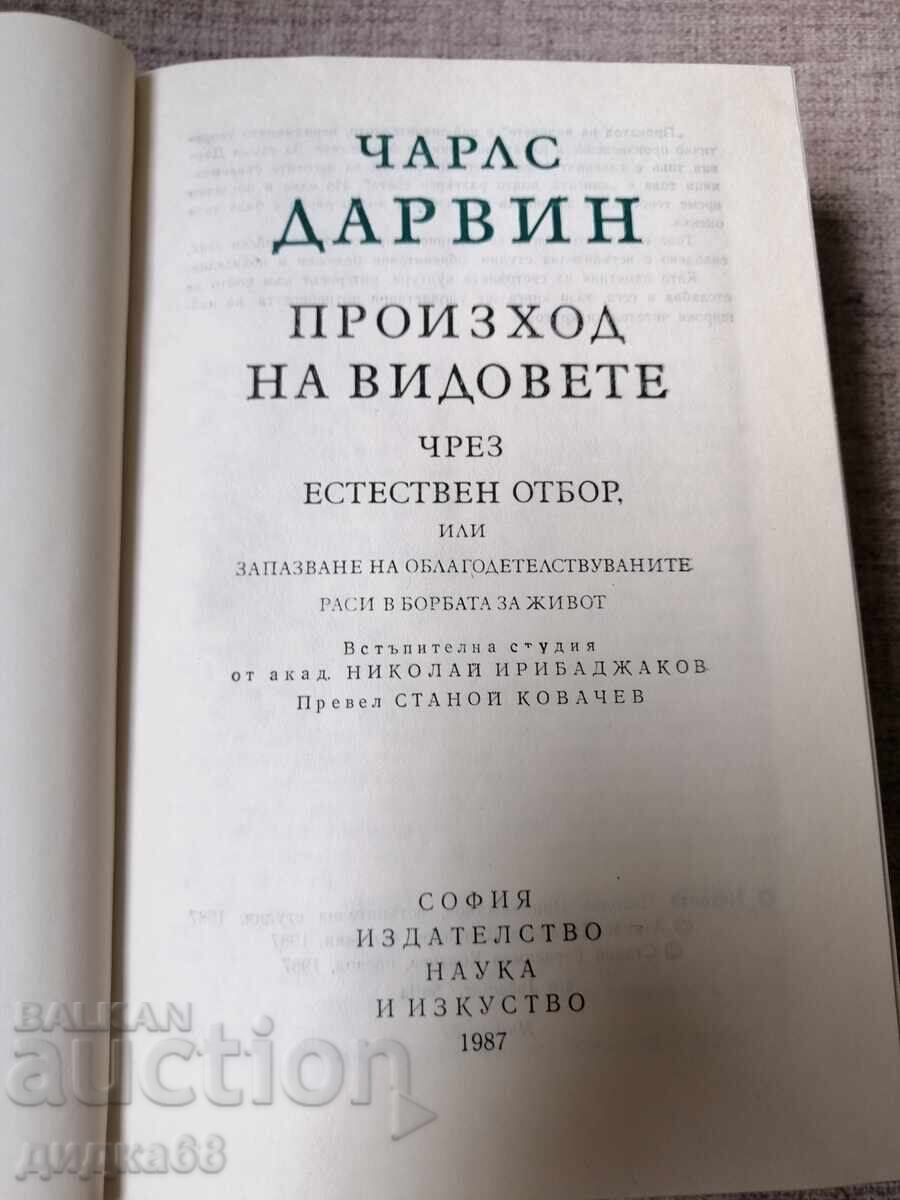 ЧАРЛС
ДАРВИН
ПРОИЗХОД
НА ВИДОВЕТЕ
ЧРЕЗ
ЕСТЕСТВЕН ОТБОР,
ИЛИ
ЗАПАЗВАНЕ НА ОБЛАГОДЕТЕЛСТВУВАНИТЕ
РАСИ В БОРБАТА ЗА ЖИВОТ
Встъпителна студия
от акад. НИКОЛАЙ ИРИБАДЖАКОВ
Превел СТАНОЙ КОВАЧЕВ
СОФИЯ
ИЗДАТЕЛСТВО
НАУКА
И ИЗКУСТВО
1987
BALKAN
auction
дидка68